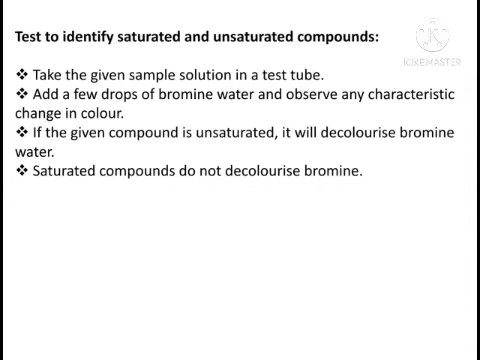 Test to identify saturated and unsaturated compounds:
KINEMASTER
❖ Take the given sample solution in a test tube.
❖ Add a few drops of bromine water and observe any characteristic
change in colour.
❖ If the given compound is unsaturated, it will decolourise bromine
water.
❖ Saturated compounds do not decolourise bromine.